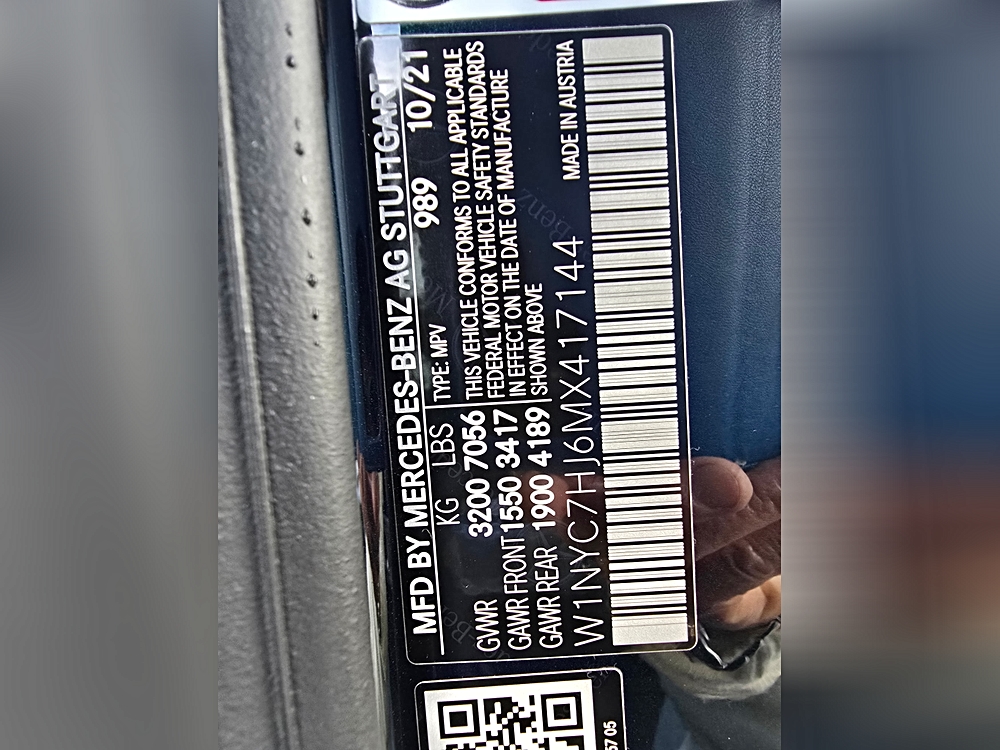 MFD BY MERCEDES-BENZ AG STUTTGART
KG LBS TYPE: MPV 989 10/21
GVWR 3200 7056 THIS VEHICLE CONFORMS TO ALL APPLICABLE
GAWR FRONT 1550 3417 FEDERAL MOTOR VEHICLE SAFETY STANDARDS
IN EFFECT ON THE DATE OF MANUFACTURE
GAWR REAR 1900 4189 SHOWN ABOVE
MADE IN AUSTRIA
W1NYC7HJ6MX417144